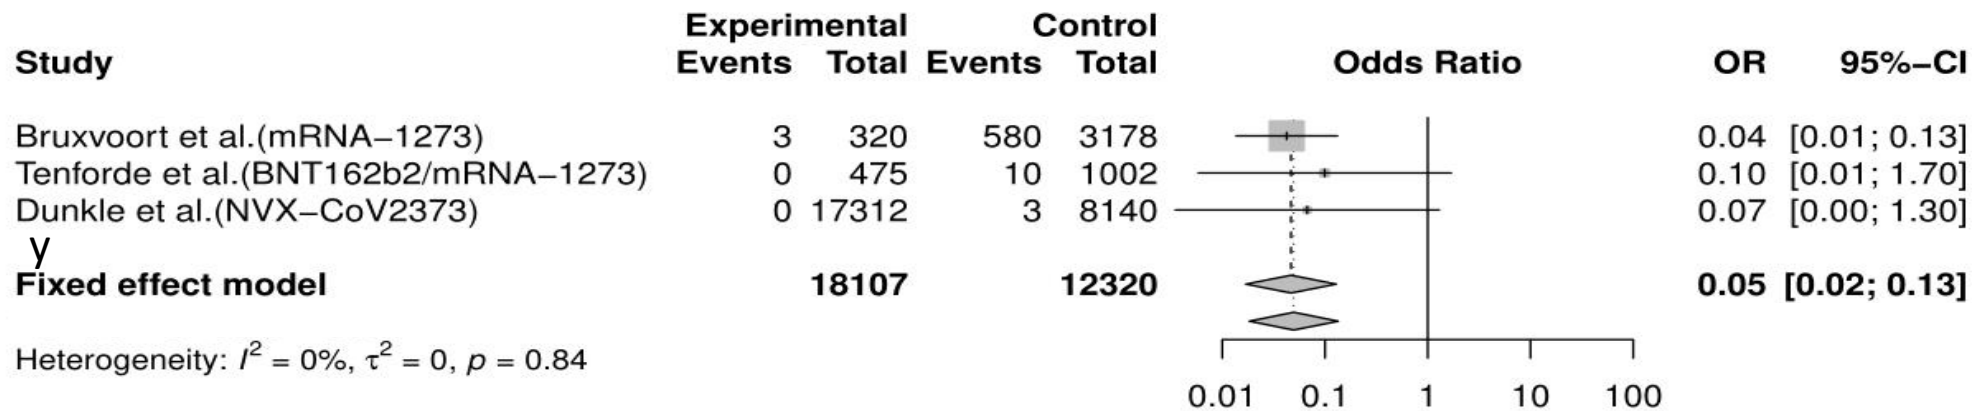 Experimental Control
Study Events Total Events Total Odds Ratio OR 95%−CI
Bruxvoort et al.(mRNA−1273) 3 320 580 3178 0.04 [0.01; 0.13]
Tenforde et al.(BNT162b2/mRNA−1273) 0 475 10 1002 0.10 [0.01; 1.70]
Dunkle et al.(NVX−CoV2373) 0 17312 3 8140 0.07 [0.00; 1.30]
y
Fixed effect model 18107 12320 0.05 [0.02; 0.13]
Heterogeneity: I² = 0%, τ² = 0, p = 0.84
0.01 0.1 1 10 100